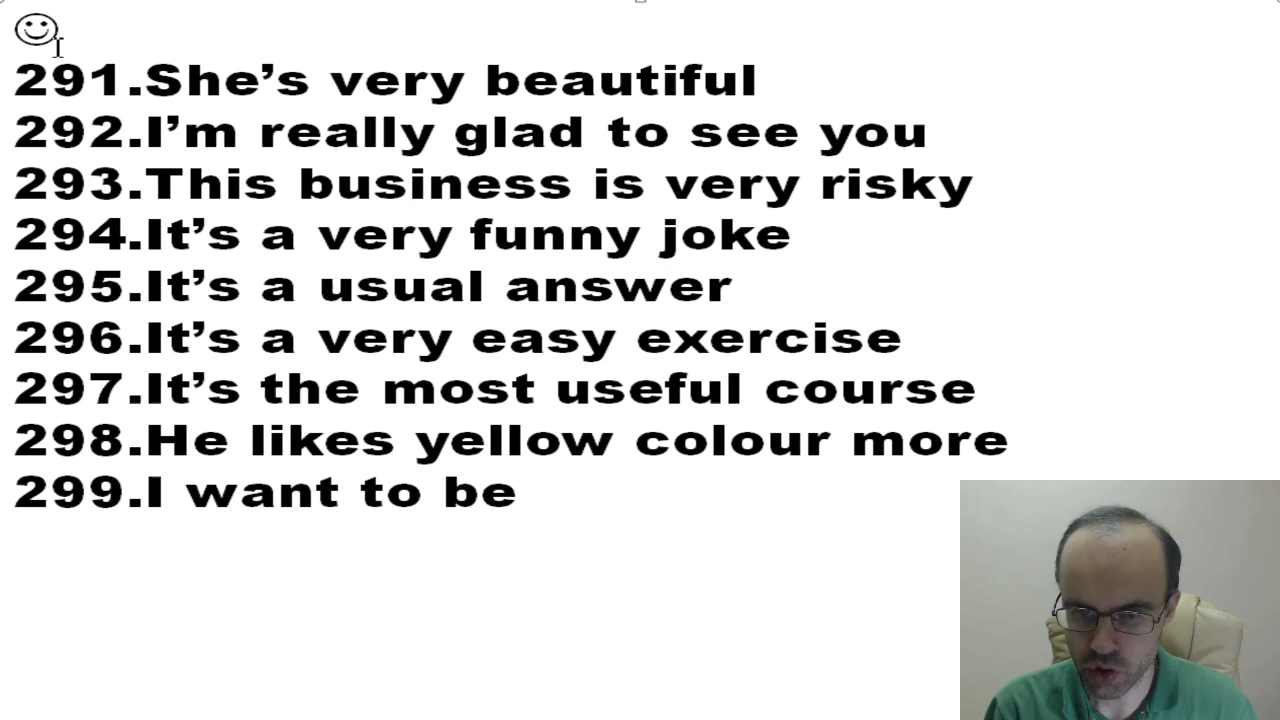 291.She’s very beautiful
292.I’m really glad to see you
293.This business is very risky
294.It’s a very funny joke
295.It’s a usual answer
296.It’s a very easy exercise
297.It’s the most useful course
298.He likes yellow colour more
299.I want to be